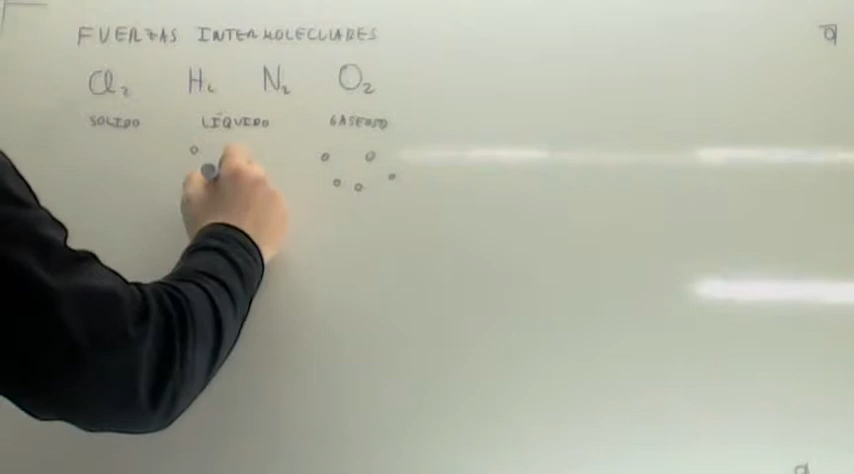 FUERZAS INTERMOLECULARES
Cl₂ H₂ N₂ O₂
SOLIDO LÍQUIDO GASEOSO